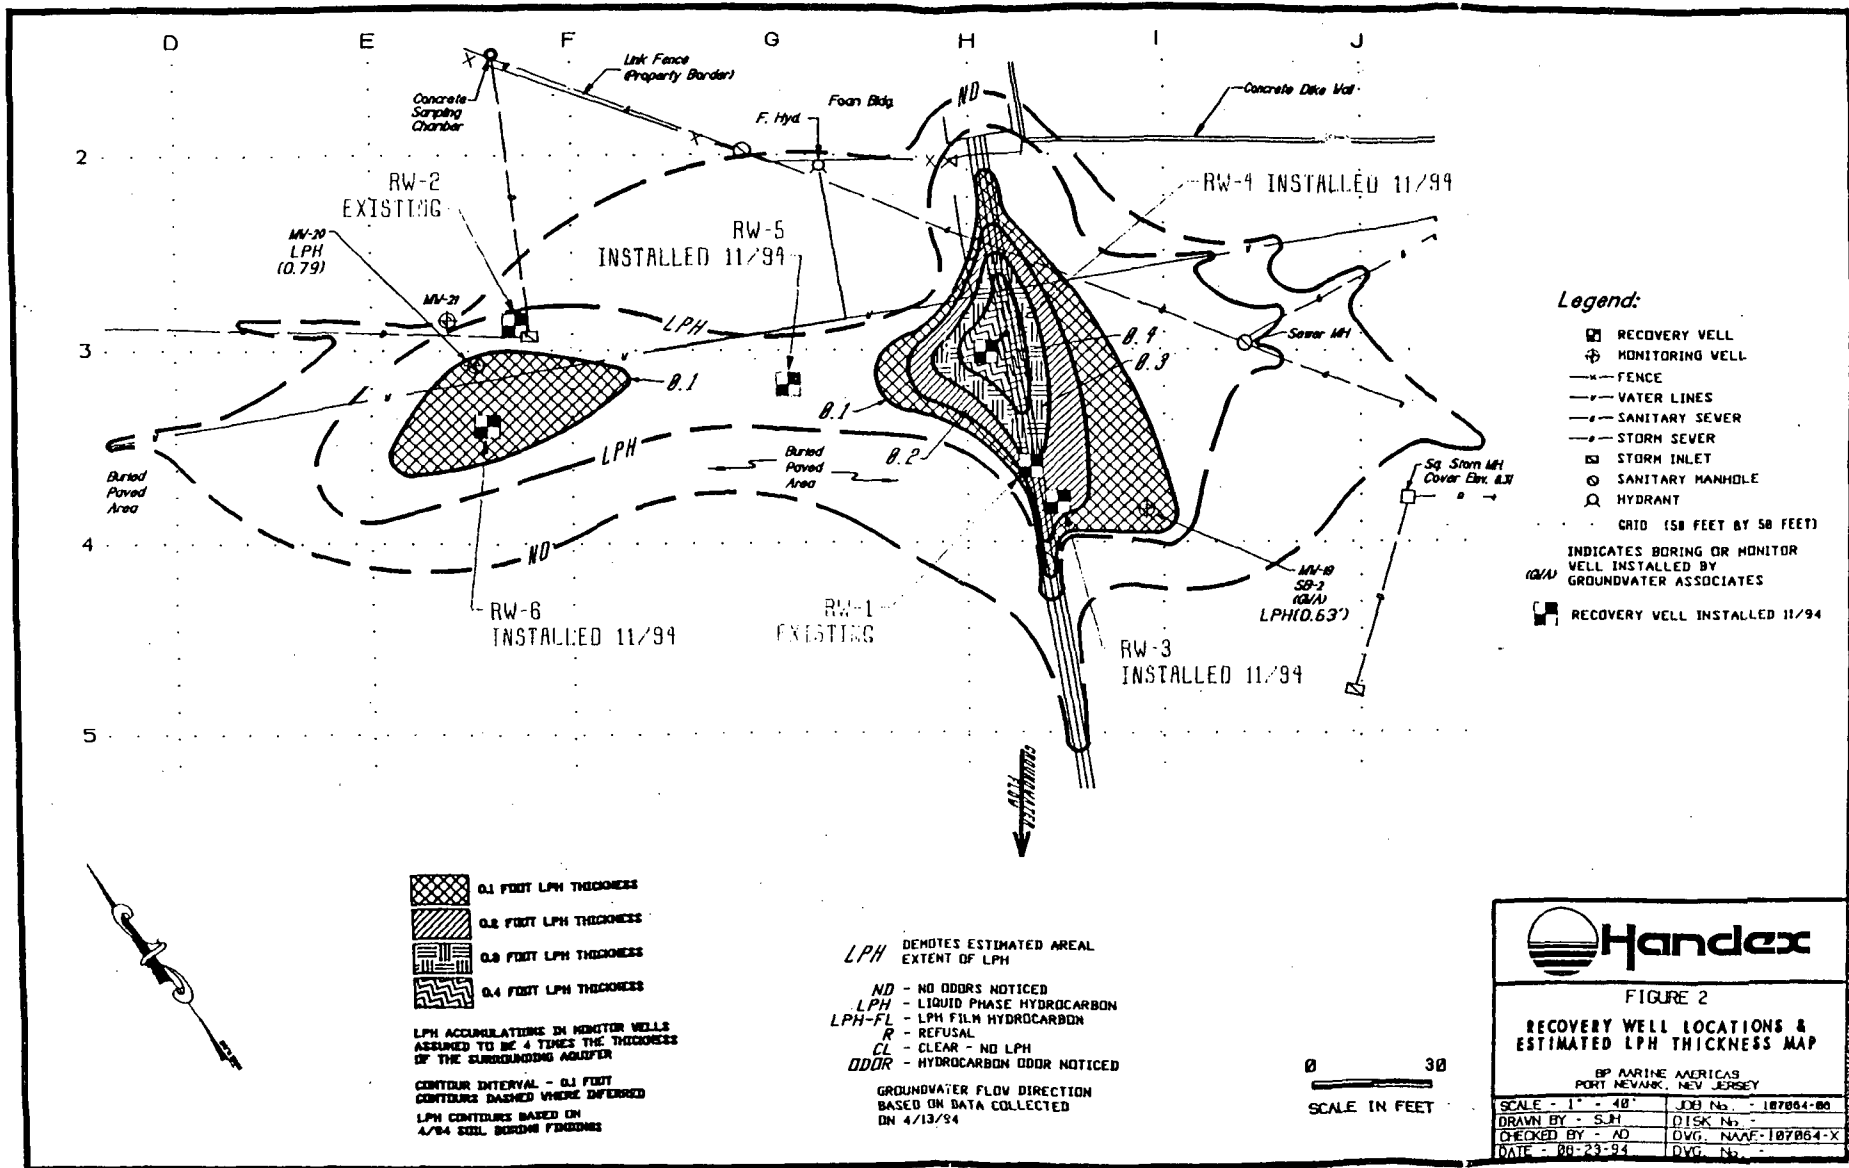 D E F G H I J
Link Fence
(Property Border)
Concrete
Sampling
Chamber
Foam Bldg.
F. Hyd.
ND
Concrete Dike Wall
2
RW-2
EXISTING
RW-4 INSTALLED 11/94
MW-20
LPH
(0.79)
RW-5
INSTALLED 11/94
MW-21
LPH
3
0.1
0.4
0.3
Sewer MH
0.1
0.2
LPH
Buried
Paved
Area
Buried
Paved
Area
Sq. Storm MH
Cover Elev. 8.31
4
ND
MW-19
SB-2
(GWA)
LPH(0.63')
RW-6
INSTALLED 11/94
RW-1
EXISTING
RW-3
INSTALLED 11/94
5
GROUNDWATER
FLOW
Legend:
RECOVERY WELL
MONITORING WELL
FENCE
WATER LINES
SANITARY SEWER
STORM SEWER
STORM INLET
SANITARY MANHOLE
HYDRANT
GRID (50 FEET BY 50 FEET)
(GWA) INDICATES BORING OR MONITOR
WELL INSTALLED BY
GROUNDWATER ASSOCIATES
RECOVERY WELL INSTALLED 11/94
0.1 FOOT LPH THICKNESS
0.2 FOOT LPH THICKNESS
0.3 FOOT LPH THICKNESS
0.4 FOOT LPH THICKNESS
LPH ACCUMULATIONS IN MONITOR WELLS
ASSUMED TO BE 4 TIMES THE THICKNESS
OF THE SURROUNDING AQUIFER
CONTOUR INTERVAL - 0.1 FOOT
CONTOURS DASHED WHERE INFERRED
LPH CONTOURS BASED ON
4/94 SOIL BORING FINDINGS
LPH DENOTES ESTIMATED AREAL
EXTENT OF LPH
ND - NO ODORS NOTICED
LPH - LIQUID PHASE HYDROCARBON
LPH-FL - LPH FILM HYDROCARBON
R - REFUSAL
CL - CLEAR - NO LPH
ODOR - HYDROCARBON ODOR NOTICED
GROUNDWATER FLOW DIRECTION
BASED ON DATA COLLECTED
ON 4/13/94
0 30
SCALE IN FEET
Handex
FIGURE 2
RECOVERY WELL LOCATIONS &
ESTIMATED LPH THICKNESS MAP
BP MARINE AMERICAS
PORT NEWARK, NEW JERSEY
SCALE - 1" - 40' JOB No. - 107064-06
DRAWN BY - SJH DISK No. -
CHECKED BY - AD DWG. NAAF-107064-X
DATE - 08-23-94 DWG. No. -